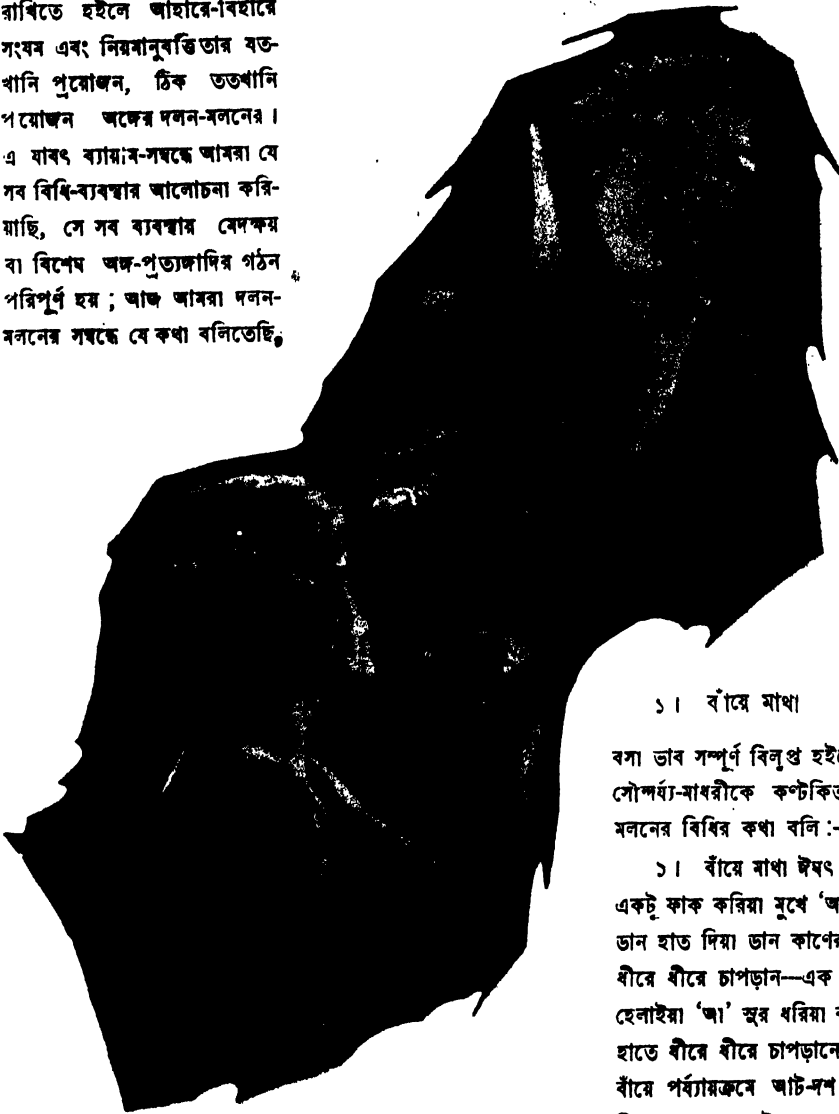 রাখিতে হইলে আহারে-বিহারে
সংযম এবং নিয়মানুবর্ত্তিতার যত-
খানি প্রয়োজন, ঠিক ততখানি
প্রয়োজন অঙ্গের দলন-মলনের ।
এ যাবৎ ব্যায়াম-সম্বন্ধে আমরা যে
সব বিধি-ব্যবস্থার আলোচনা করি-
য়াছি, সে সব ব্যবস্থার মেদক্ষয়
বা বিশেষ অঙ্গ-প্রত্যঙ্গাদির গঠন
পরিপূর্ণ হয় ; আজ আমরা দলন-
মলনের সম্বন্ধে যে কথা বলিতেছি,
১। বাঁয়ে মাথা
বসা ভাব সম্পূর্ণ বিলুপ্ত হই
সৌন্দর্য্য-মাধরীকে কণ্টকিত
মলনের বিধির কথা বলি :-
১। বাঁয়ে মাথা ঈষৎ
একটু ফাক করিয়া মুখে ‘অ
ডান হাত দিয়া ডান কাণের
ধীরে ধীরে চাপড়ান—এক
হেলাইয়া ‘আ’ সুর ধরিয়া
হাতে ধীরে ধীরে চাপড়ানে
বাঁয়ে পর্য্যায়ক্রমে আট-দশ